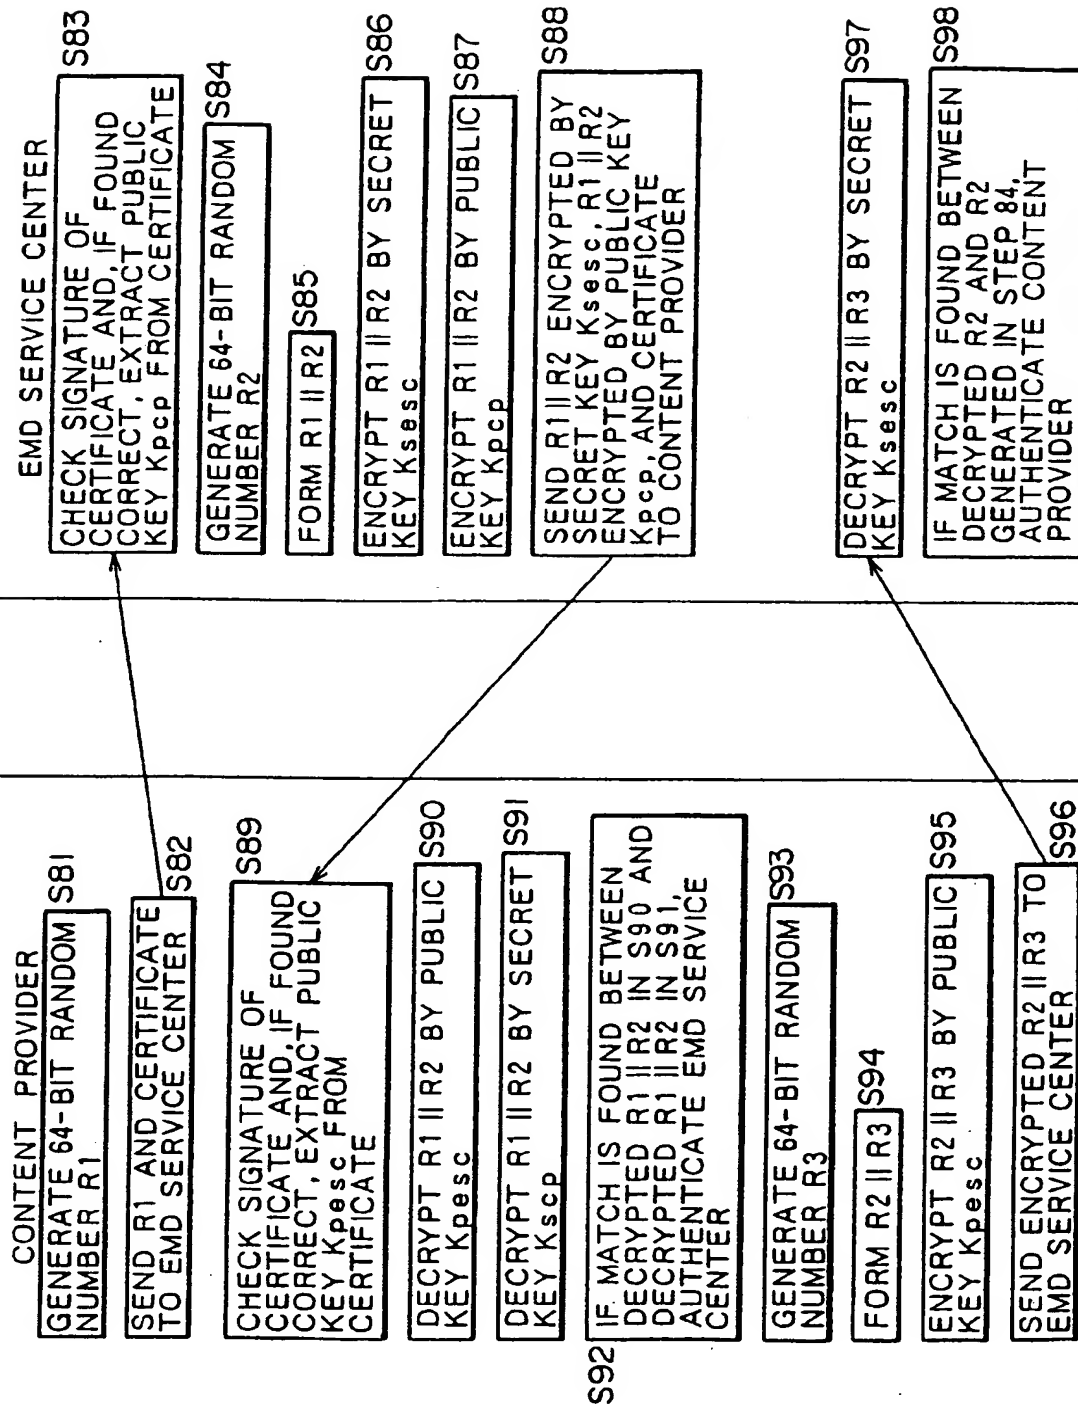 CONTENT PROVIDER
GENERATE 64-BIT RANDOM
NUMBER R1
S81
SEND R1 AND CERTIFICATE
TO EMD SERVICE CENTER
S82
CHECK SIGNATURE OF
CERTIFICATE AND, IF FOUND
CORRECT, EXTRACT PUBLIC
KEY Kpesc FROM
CERTIFICATE
S89
DECRYPT R1 || R2 BY PUBLIC
KEY Kpesc
S90
DECRYPT R1 || R2 BY SECRET
KEY Kscp
S91
S92
IF MATCH IS FOUND BETWEEN
DECRYPTED R1 || R2 IN S90 AND
DECRYPTED R1 || R2 IN S91,
AUTHENTICATE EMD SERVICE
CENTER
GENERATE 64-BIT RANDOM
NUMBER R3
S93
FORM R2 || R3
S94
ENCRYPT R2 || R3 BY PUBLIC
KEY Kpesc
S95
SEND ENCRYPTED R2 || R3 TO
EMD SERVICE CENTER
S96
EMD SERVICE CENTER
CHECK SIGNATURE OF
CERTIFICATE AND, IF FOUND
CORRECT, EXTRACT PUBLIC
KEY Kpcp FROM CERTIFICATE
S83
GENERATE 64-BIT RANDOM
NUMBER R2
S84
FORM R1 || R2
S85
ENCRYPT R1 || R2 BY SECRET
KEY Ksesc
S86
ENCRYPT R1 || R2 BY PUBLIC
KEY Kpcp
S87
SEND R1 || R2 ENCRYPTED BY
SECRET KEY Ksesc, R1 || R2
ENCRYPTED BY PUBLIC KEY
Kpcp, AND CERTIFICATE
TO CONTENT PROVIDER
S88
DECRYPT R2 || R3 BY SECRET
KEY Ksesc
S97
IF MATCH IS FOUND BETWEEN
DECRYPTED R2 AND R2
GENERATED IN STEP 84,
AUTHENTICATE CONTENT
PROVIDER
S98